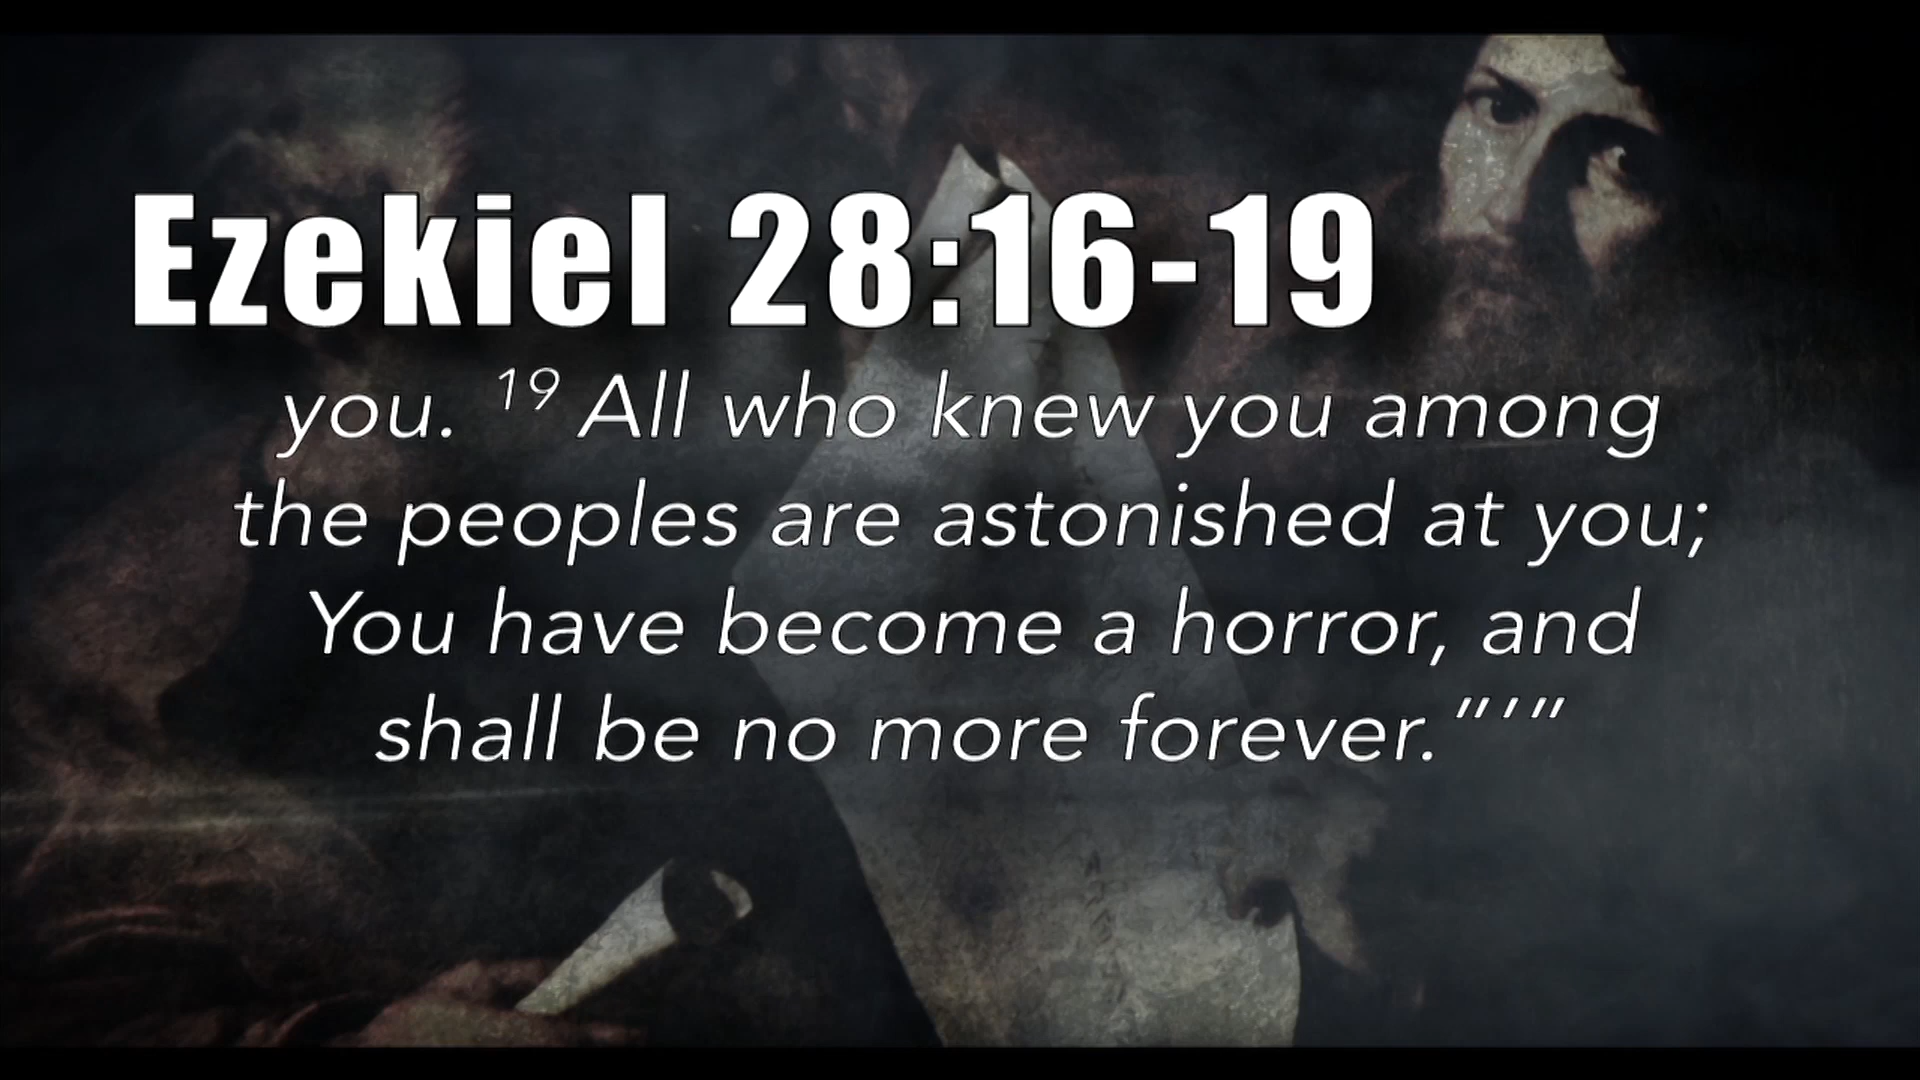 Ezekiel 28:16-19
you. ¹⁹ All who knew you among
the peoples are astonished at you;
You have become a horror, and
shall be no more forever.”’”